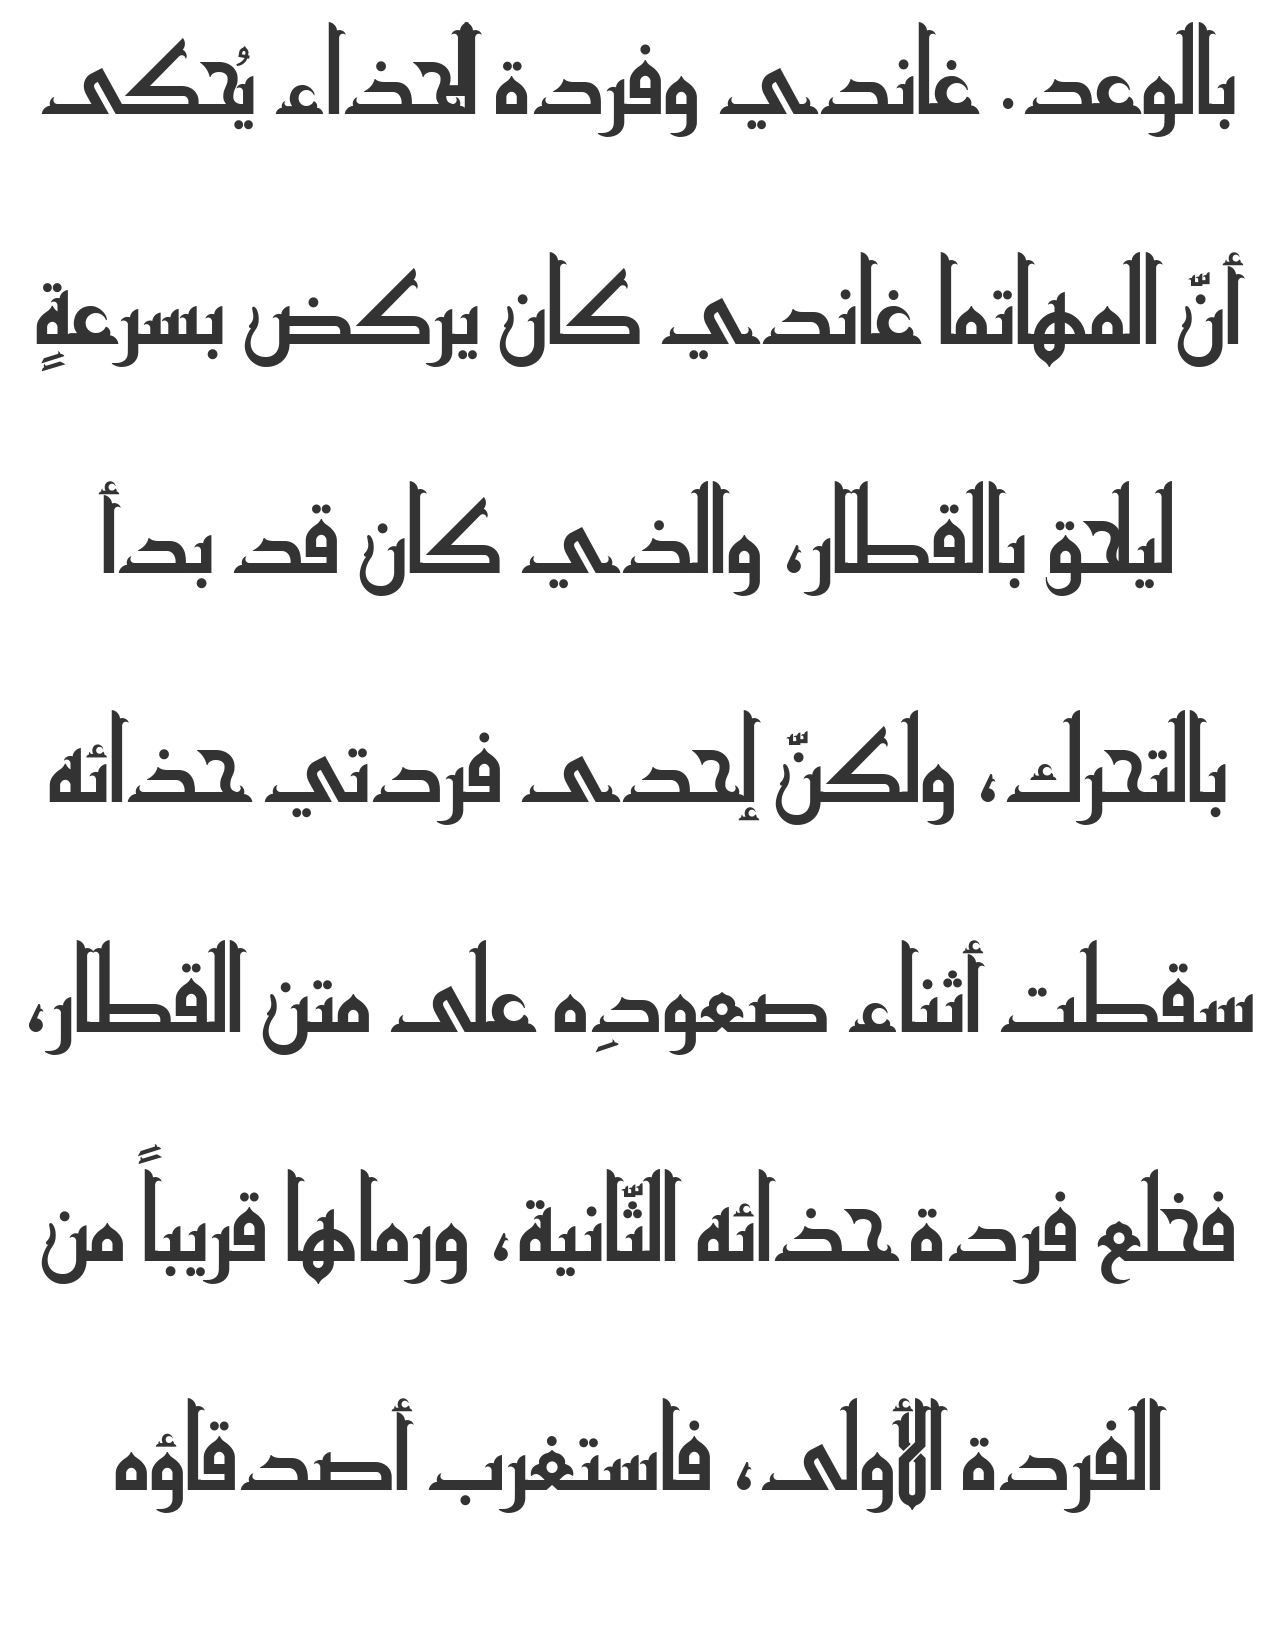 بالوعد. غاندي وفردة الحذاء يُحكى
أنّ المهاتما غاندي كان يركض بسرعةٍ
ليلحق بالقطار، والذي كان قد بدأ
بالتحرك، ولكنّ إحدى فردتي حذائه
سقطت أثناء صعودِه على متن القطار،
فخلع فردة حذائه الثّانية، ورماها قريباً من
الفردة الأولى، فاستغرب أصدقاؤه